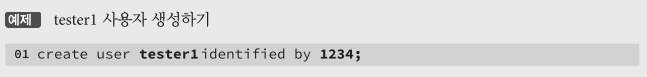 예제 tester1 사용자 생성하기
01 create user tester1 identified by 1234;